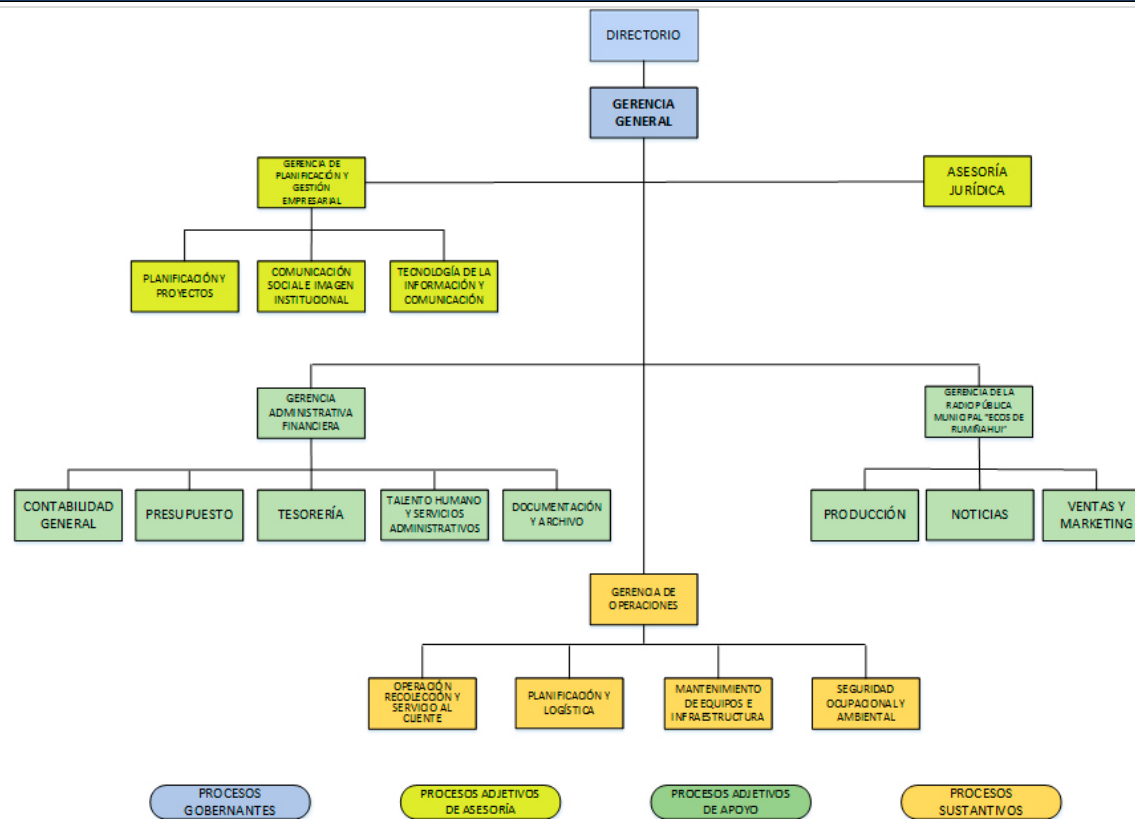 DIRECTORIO
GERENCIA
GENERAL
GERENCIA DE
PLANIFICACIÓN Y
GESTIÓN
EMPRESARIAL
ASESORÍA
JURÍDICA
PLANIFICACIÓN Y
PROYECTOS
COMUNICACIÓN
SOCIAL E IMAGEN
INSTITUCIONAL
TECNOLOGÍA DE LA
INFORMACIÓN Y
COMUNICACIÓN
GERENCIA
ADMINISTRATIVA
FINANCIERA
GERENCIA DE LA
RADIO PÚBLICA
MUNICIPAL "ECOS DE
RUMIÑAHUI"
CONTABILIDAD
GENERAL
PRESUPUESTO
TESORERÍA
TALENTO HUMANO
Y SERVICIOS
ADMINISTRATIVOS
DOCUMENTACIÓN
Y ARCHIVO
PRODUCCIÓN
NOTICIAS
VENTAS Y
MARKETING
GERENCIA DE
OPERACIONES
OPERACIÓN
RECOLECCIÓN Y
SERVICIO AL
CLIENTE
PLANIFICACIÓN Y
LOGÍSTICA
MANTENIMIENTO
DE EQUIPOS E
INFRAESTRUCTURA
SEGURIDAD
OCUPACIONAL Y
AMBIENTAL
PROCESOS
GOBERNANTES
PROCESOS ADJETIVOS
DE ASESORÍA
PROCESOS ADJETIVOS
DE APOYO
PROCESOS
SUSTANTIVOS